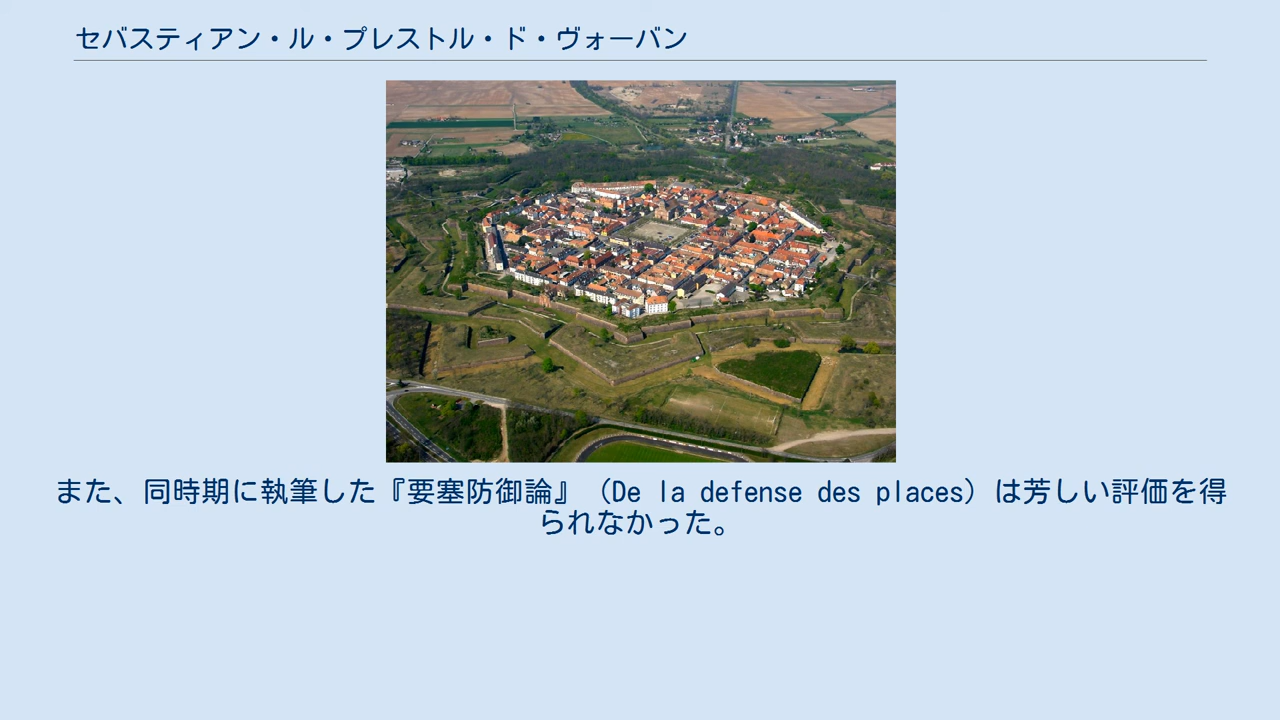 セバスティアン・ル・プレストル・ド・ヴォーバン
また、同時期に執筆した『要塞防御論』（De la defense des places）は芳しい評価を得
られなかった。